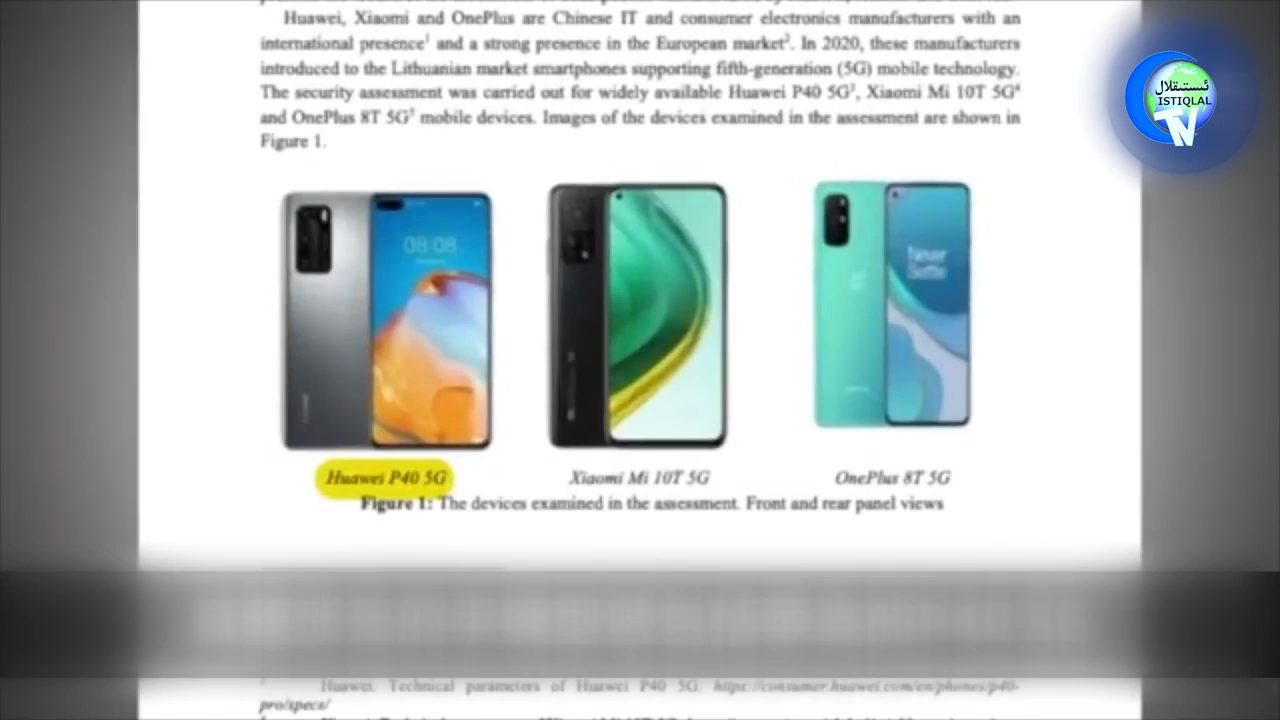 Huawei, Xiaomi and OnePlus are Chinese IT and consumer electronics manufacturers with an
international presence¹ and a strong presence in the European market². In 2020, these manufacturers
introduced to the Lithuanian market smartphones supporting fifth-generation (5G) mobile technology.
The security assessment was carried out for widely available Huawei P40 5G³, Xiaomi Mi 10T 5G⁴
and OnePlus 8T 5G⁵ mobile devices. Images of the devices examined in the assessment are shown in
Figure 1.
ئىستىقلال
ISTIQLAL
TV
08:08
Never
Settle
Huawei P40 5G
Xiaomi Mi 10T 5G
OnePlus 8T 5G
Figure 1: The devices examined in the assessment. Front and rear panel views
Huawei. Technical parameters of Huawei P40 5G. https://consumer.huawei.com/en/phones/p40-
pro/specs/